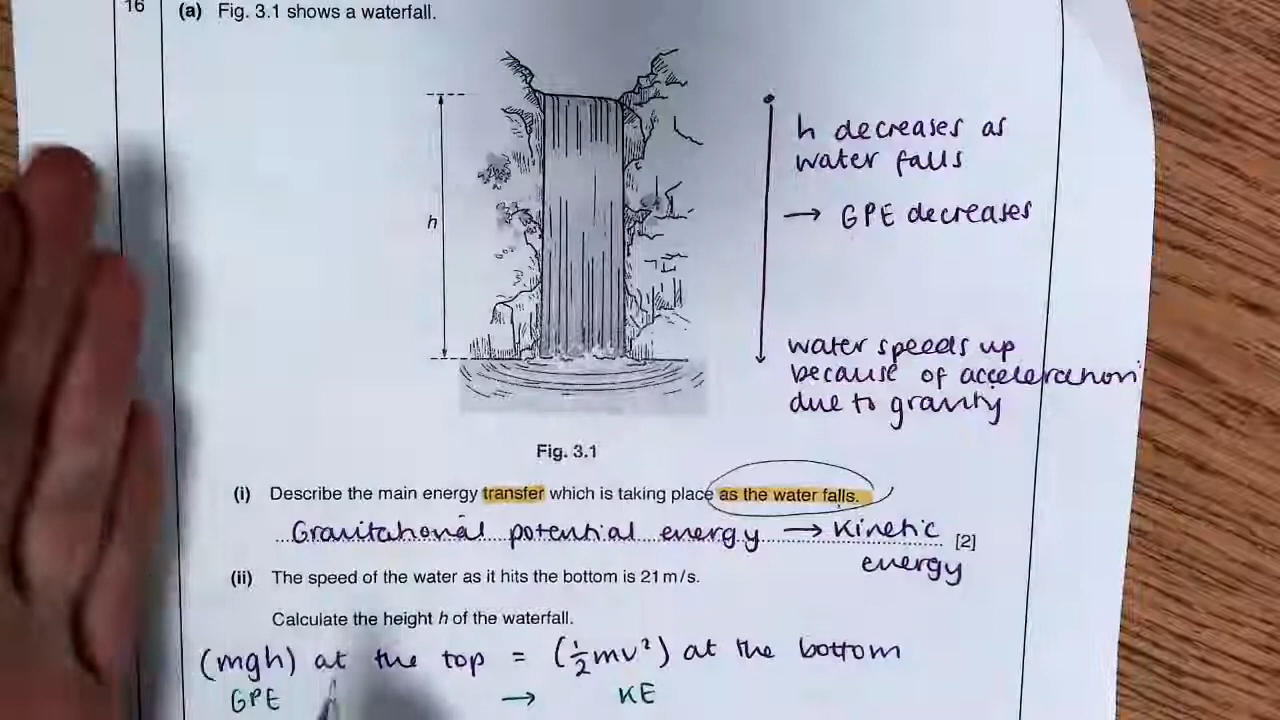 16
(a) Fig. 3.1 shows a waterfall.
h decreases as
water falls
→ GPE decreases
h
water speeds up
because of acceleration
due to gravity
Fig. 3.1
(i) Describe the main energy transfer which is taking place as the water falls.
Gravitational potential energy → Kinetic
energy
[2]
(ii) The speed of the water as it hits the bottom is 21 m/s.
Calculate the height h of the waterfall.
(mgh) at the top = (½mv²) at the bottom
GPE → KE